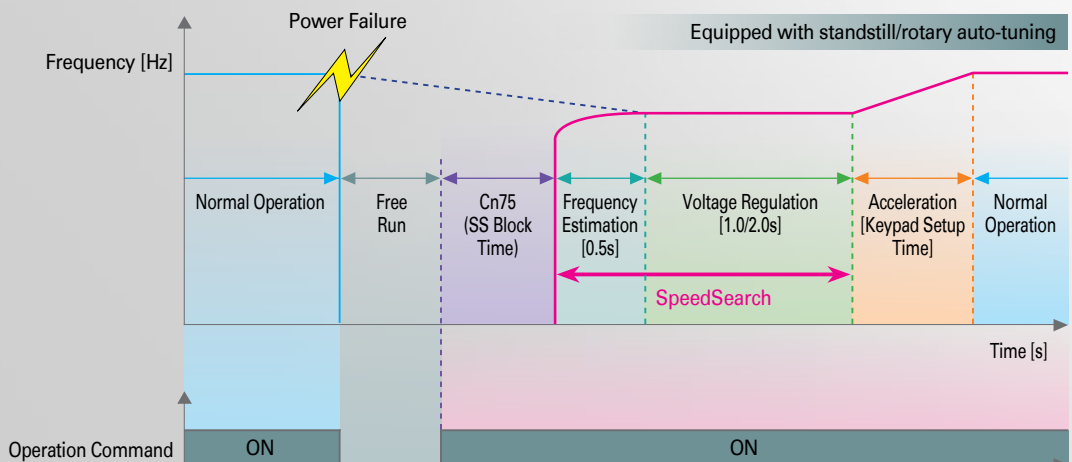 Power Failure
Equipped with standstill/rotary auto-tuning
Frequency [Hz]
Normal Operation
Free
Run
Cn75
(SS Block
Time)
Frequency
Estimation
[0.5s]
Voltage Regulation
[1.0/2.0s]
Acceleration
[Keypad Setup
Time]
Normal
Operation
SpeedSearch
Time [s]
Operation Command
ON
ON